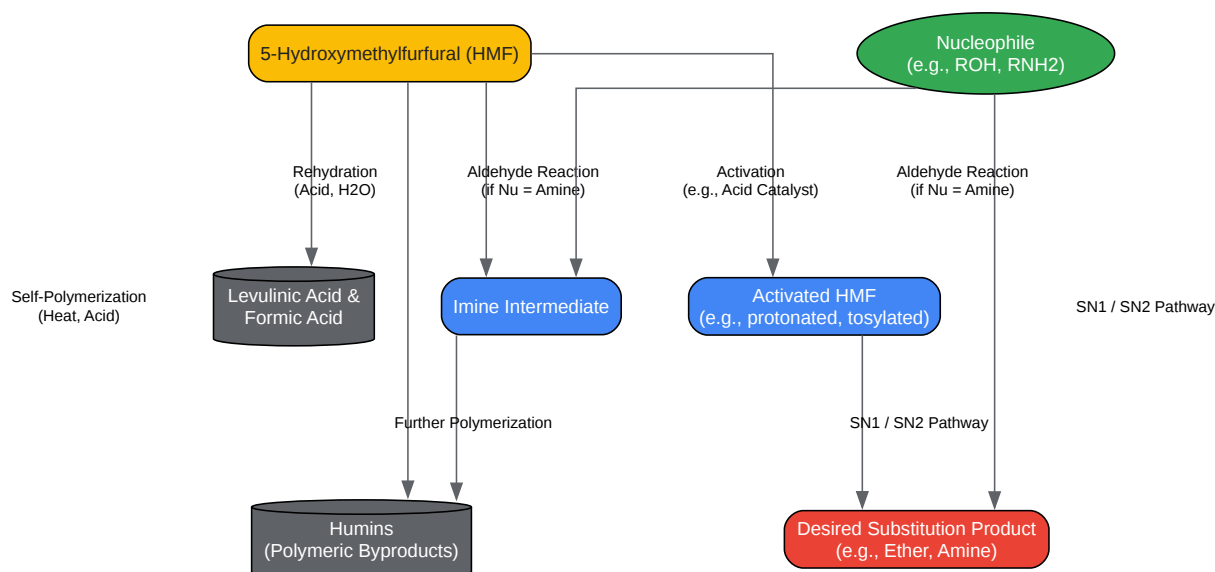 5-Hydroxymethylfurfural (HMF)
Nucleophile
(e.g., ROH, RNH2)
Rehydration
(Acid, H2O)
Aldehyde Reaction
(if Nu = Amine)
Activation
(e.g., Acid Catalyst)
Aldehyde Reaction
(if Nu = Amine)
Self-Polymerization
(Heat, Acid)
Levulinic Acid &
Formic Acid
Imine Intermediate
Activated HMF
(e.g., protonated, tosylated)
SN1 / SN2 Pathway
Further Polymerization
SN1 / SN2 Pathway
Humins
(Polymeric Byproducts)
Desired Substitution Product
(e.g., Ether, Amine)